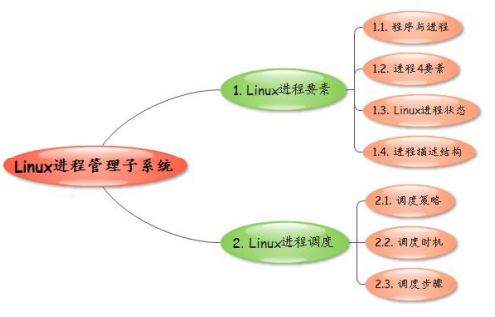 Linux进程管理子系统
1. Linux进程要素
1.1. 程序与进程
1.2. 进程4要素
1.3. Linux进程状态
1.4. 进程描述结构
2. Linux进程调度
2.1. 调度策略
2.2. 调度时机
2.3. 调度步骤